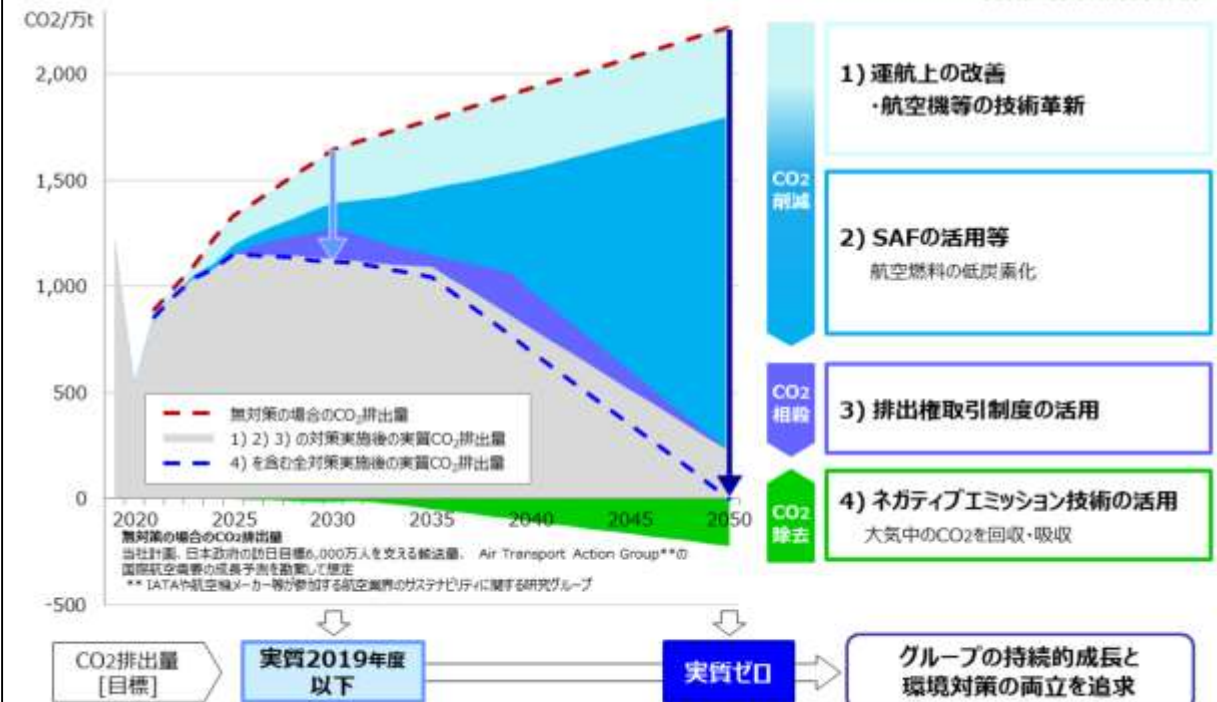 CO2/万t
2,000
1,500
1,000
500
0
-500
2020 2025 2030 2035 2040 2045 2050
無対策の場合のCO₂排出量
1) 2) 3) の対策実施後の実質CO₂排出量
4) を含む全対策実施後の実質CO₂排出量
無対策の場合のCO₂排出量
当社計画、日本政府の訪日目標6,000万人を支える輸送量、 Air Transport Action Group**の
国際航空需要の成長予測を勘案して想定
** IATAや航空機メーカー等が参加する航空業界のサステナビリティに関する研究グループ
CO2
削減
1) 運航上の改善
・航空機等の技術革新
2) SAFの活用等
航空燃料の低炭素化
CO2
相殺
3) 排出権取引制度の活用
CO2
除去
4) ネガティブエミッション技術の活用
大気中のCO2を回収・吸収
CO2排出量
[目標]
実質2019年度
以下
実質ゼロ
グループの持続的成長と
環境対策の両立を追求